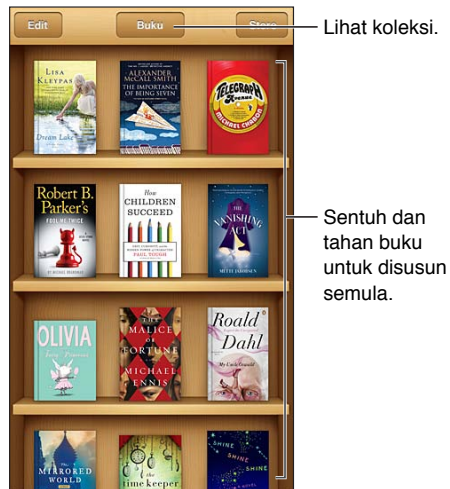 Edit
Buku
Store
Lihat koleksi.
LISA
KLEYPAS
Dream Lake
ALEXANDER
McCALL SMITH
THE IMPORTANCE
OF BEING SEVEN
TELEGRAPH
AVENUE
MICHAEL CHABON
Robert B.
Parker's
FOOL ME TWICE
How
CHILDREN
SUCCEED
PAUL TOUGH
THE
VANISHING
ACT
METTE JAKOBSEN
Sentuh dan
tahan buku
untuk disusun
semula.
OLIVIA
THE
MALICE
OF
FORTUNE
MICHAEL
ENNIS
Roald
Dahl
My Uncle Oswald
THE
MIRRORED
WORLD
the
time keeper
SHINE
SHINE
SHINE